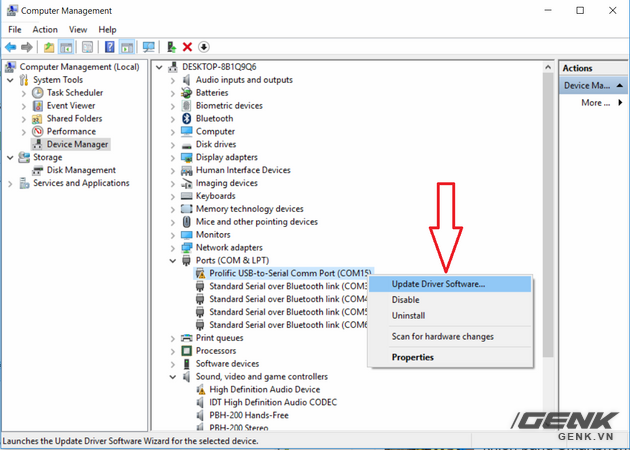 Computer Management
File Action View Help
Computer Management (Local)
System Tools
Task Scheduler
Event Viewer
Shared Folders
Performance
Device Manager
Storage
Disk Management
Services and Applications
DESKTOP-8B1Q9Q6
Audio inputs and outputs
Batteries
Biometric devices
Bluetooth
Computer
Disk drives
Display adapters
Human Interface Devices
Imaging devices
Keyboards
Memory technology devices
Mice and other pointing devices
Monitors
Network adapters
Ports (COM & LPT)
Prolific USB-to-Serial Comm Port (COM15)
Standard Serial over Bluetooth link (COM3
Standard Serial over Bluetooth link (COM4
Standard Serial over Bluetooth link (COM5
Standard Serial over Bluetooth link (COM6
Print queues
Processors
Software devices
Sound, video and game controllers
High Definition Audio Device
IDT High Definition Audio CODEC
PBH-200 Hands-Free
PBH-200 Stereo
Update Driver Software...
Disable
Uninstall
Scan for hardware changes
Properties
Actions
Device Ma...
More ...
Launches the Update Driver Software Wizard for the selected device.
GENK
GENK.VN